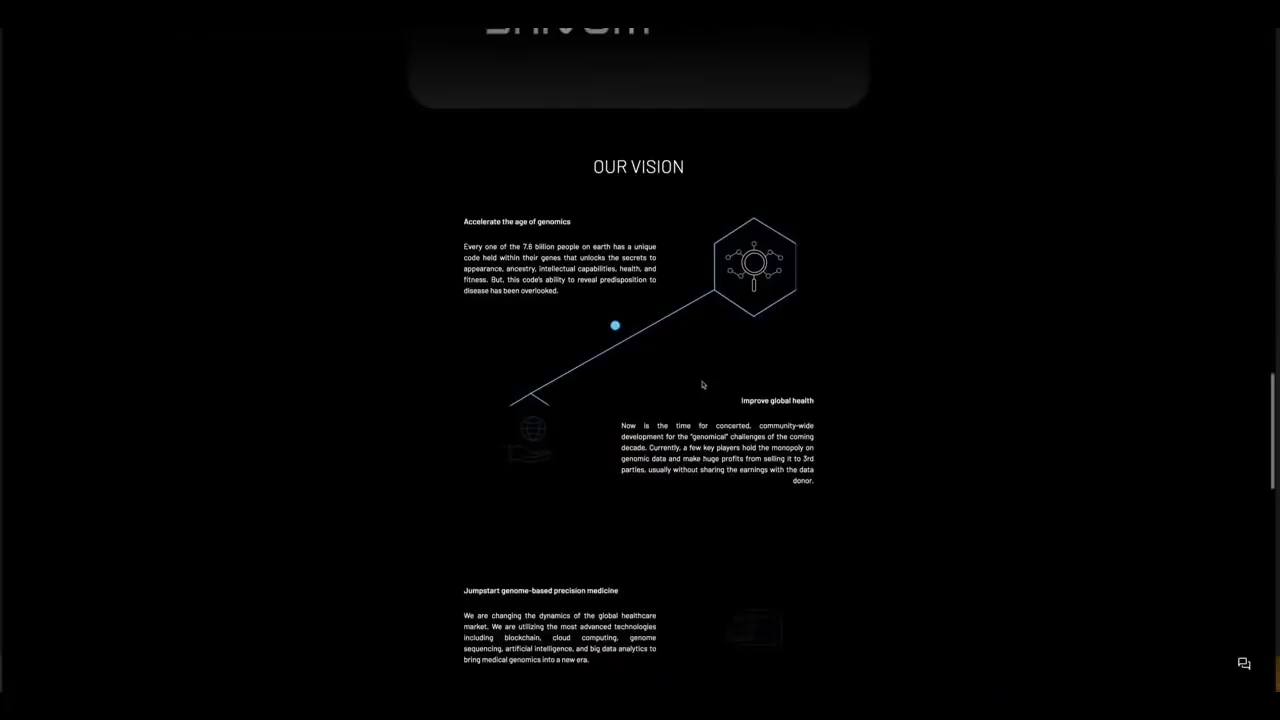 OUR VISION
Accelerate the age of genomics
Every one of the 7.6 billion people on earth has a unique
code held within their genes that unlocks the secrets to
appearance, ancestry, intellectual capabilities, health, and
fitness. But, this code's ability to reveal predisposition to
disease has been overlooked.
Improve global health
Now is the time for concerted, community-wide
development for the "genomical" challenges of the coming
decade. Currently, a few key players hold the monopoly on
genomic data and make huge profits from selling it to 3rd
parties, usually without sharing the earnings with the data
donor.
Jumpstart genome-based precision medicine
We are changing the dynamics of the global healthcare
market. We are utilizing the most advanced technologies
including blockchain, cloud computing, genome
sequencing, artificial intelligence, and big data analytics to
bring medical genomics into a new era.